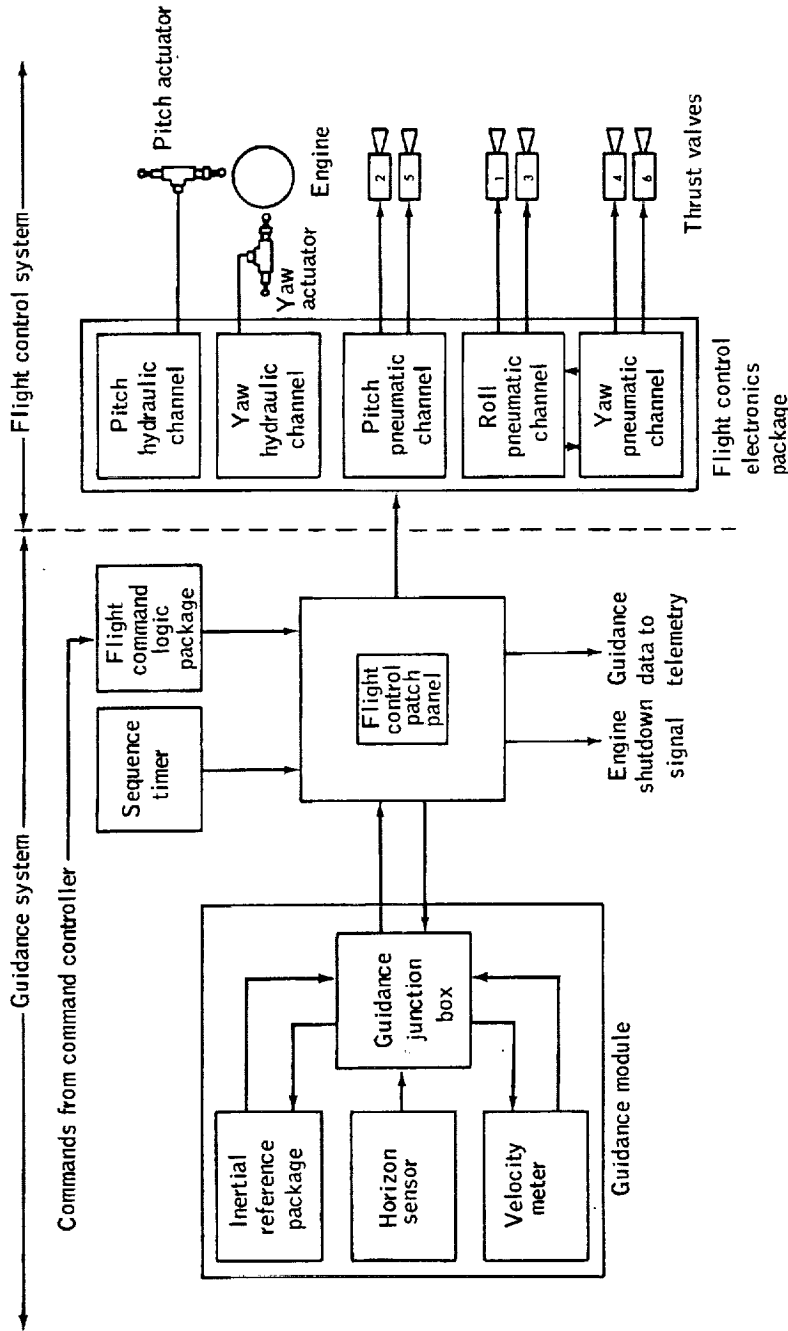 Guidance system
Flight control system
Commands from command controller
Sequence
timer
Flight
command
logic
package
Inertial
reference
package
Horizon
sensor
Velocity
meter
Guidance
junction
box
Guidance module
Flight
control
patch
panel
Engine
shutdown
signal
Guidance
data to
telemetry
Pitch
hydraulic
channel
Yaw
hydraulic
channel
Pitch
pneumatic
channel
Roll
pneumatic
channel
Yaw
pneumatic
channel
Flight control
electronics
package
Pitch actuator
Yaw
actuator
Engine
2
5
1
3
4
6
Thrust valves